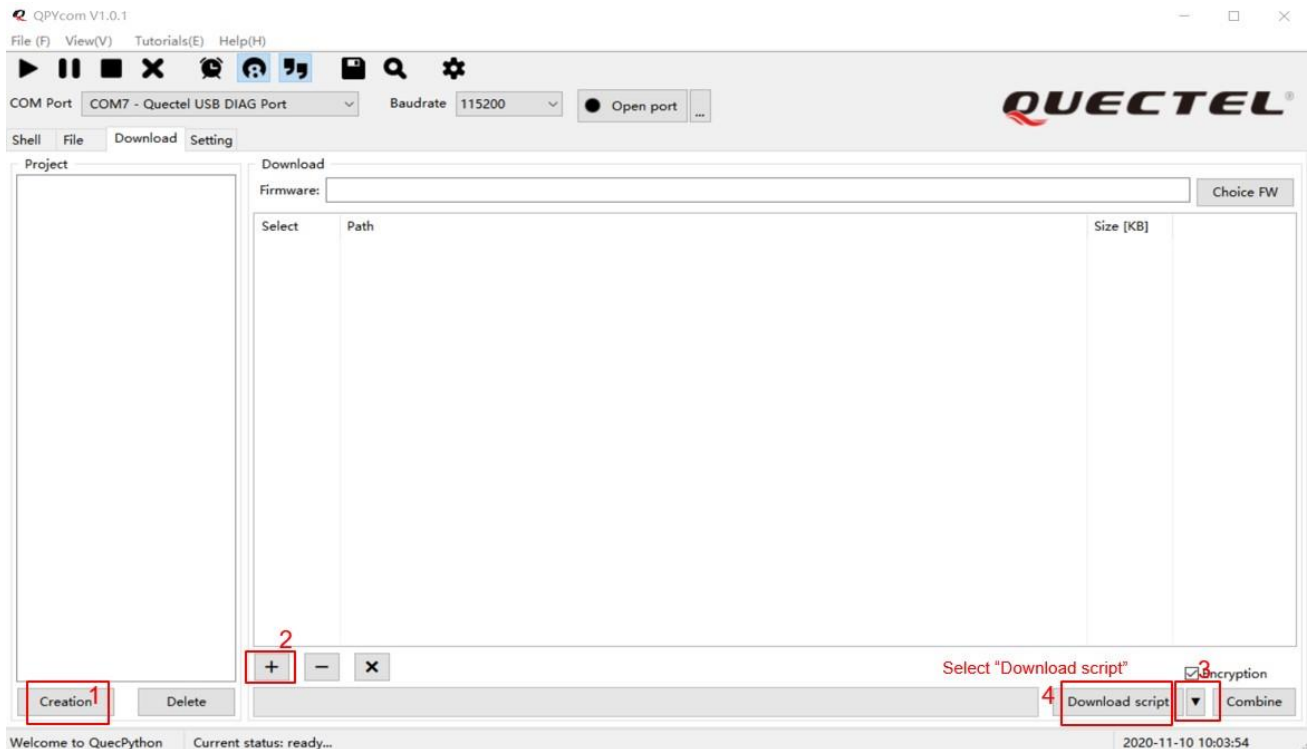 QPYcom V1.0.1
File (F) View(V) Tutorials(E) Help(H)
COM Port COM7 - Quectel USB DIAG Port Baudrate 115200 Open port ...
QUECTEL®
Shell File Download Setting
Project
Download
Firmware: Choice FW
Select Path Size [KB]
2
+ − ×
Select “Download script”
3
Encryption
Creation 1 Delete 4 Download script ▼ Combine
Welcome to QuecPython Current status: ready... 2020-11-10 10:03:54